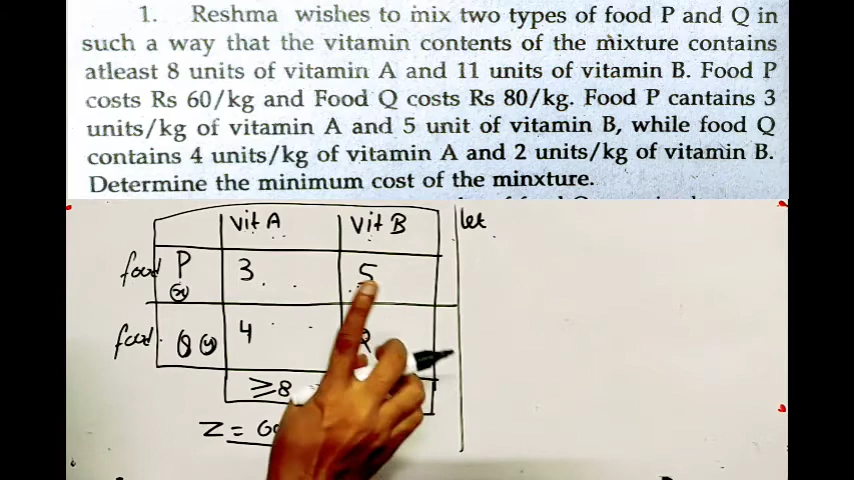 1. Reshma wishes to mix two types of food P and Q in
such a way that the vitamin contents of the mixture contains
atleast 8 units of vitamin A and 11 units of vitamin B. Food P
costs Rs 60/kg and Food Q costs Rs 80/kg. Food P cantains 3
units/kg of vitamin A and 5 unit of vitamin B, while food Q
contains 4 units/kg of vitamin A and 2 units/kg of vitamin B.
Determine the minimum cost of the minxture.
Vit A Vit B let
food P 3 5
(x)
food Q (y) 4
≥8
Z = 60